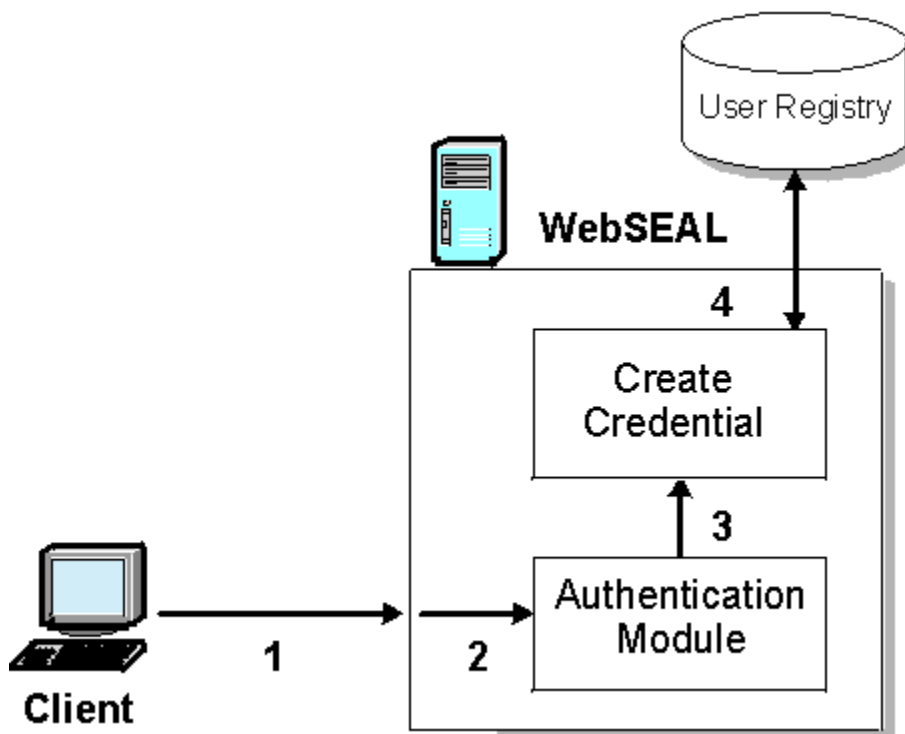 User Registry
WebSEAL
4
Create
Credential
3
Authentication
Module
1
2
Client